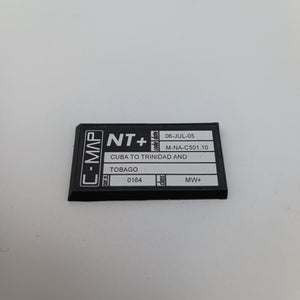 C-MAP
NT+
06-JUL-05
M-NA-C501.10
CUBA TO TRINIDAD AND
TOBAGO
0164
MW+